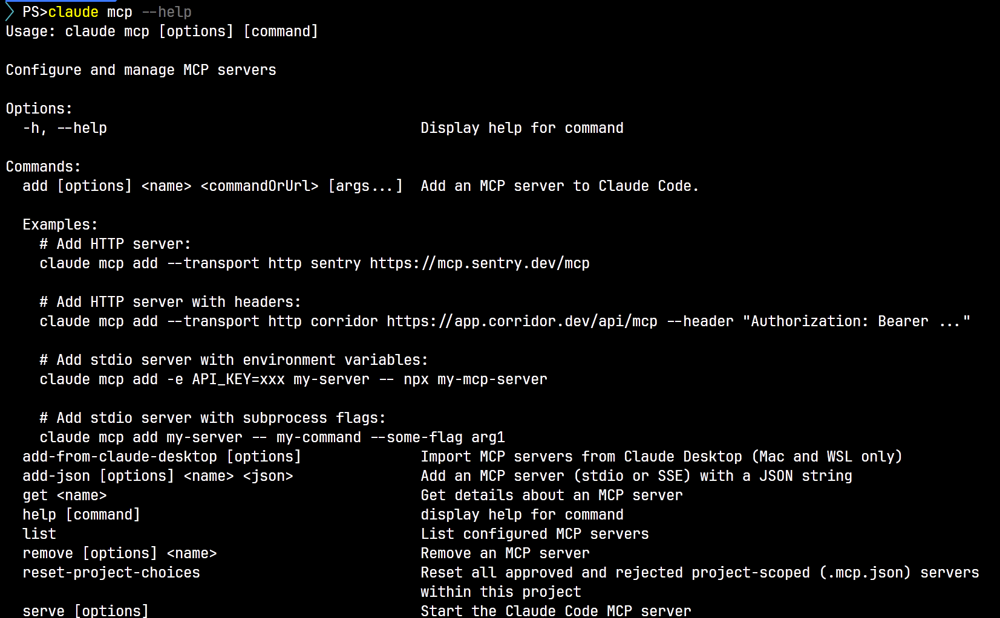 PS>claude mcp --help
Usage: claude mcp [options] [command]
Configure and manage MCP servers
Options:
-h, --help Display help for command
Commands:
add [options] <name> <commandOrUrl> [args...] Add an MCP server to Claude Code.
Examples:
# Add HTTP server:
claude mcp add --transport http sentry https://mcp.sentry.dev/mcp
# Add HTTP server with headers:
claude mcp add --transport http corridor https://app.corridor.dev/api/mcp --header "Authorization: Bearer ..."
# Add stdio server with environment variables:
claude mcp add -e API_KEY=xxx my-server -- npx my-mcp-server
# Add stdio server with subprocess flags:
claude mcp add my-server -- my-command --some-flag arg1
add-from-claude-desktop [options] Import MCP servers from Claude Desktop (Mac and WSL only)
add-json [options] <name> <json> Add an MCP server (stdio or SSE) with a JSON string
get <name> Get details about an MCP server
help [command] display help for command
list List configured MCP servers
remove [options] <name> Remove an MCP server
reset-project-choices Reset all approved and rejected project-scoped (.mcp.json) servers
within this project
serve [options] Start the Claude Code MCP server